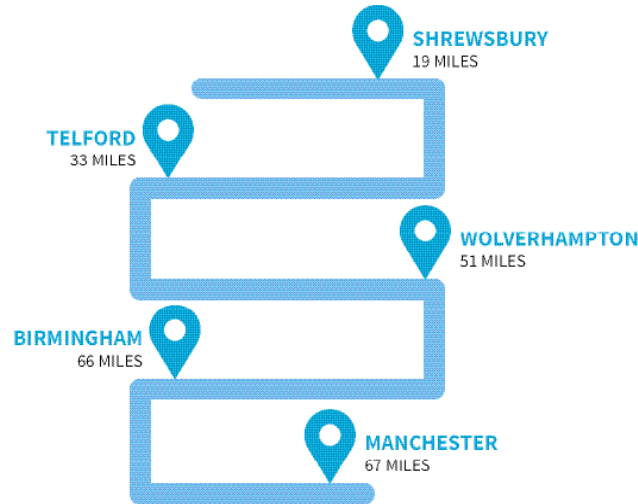 SHREWSBURY
19 MILES
TELFORD
33 MILES
WOLVERHAMPTON
51 MILES
BIRMINGHAM
66 MILES
MANCHESTER
67 MILES